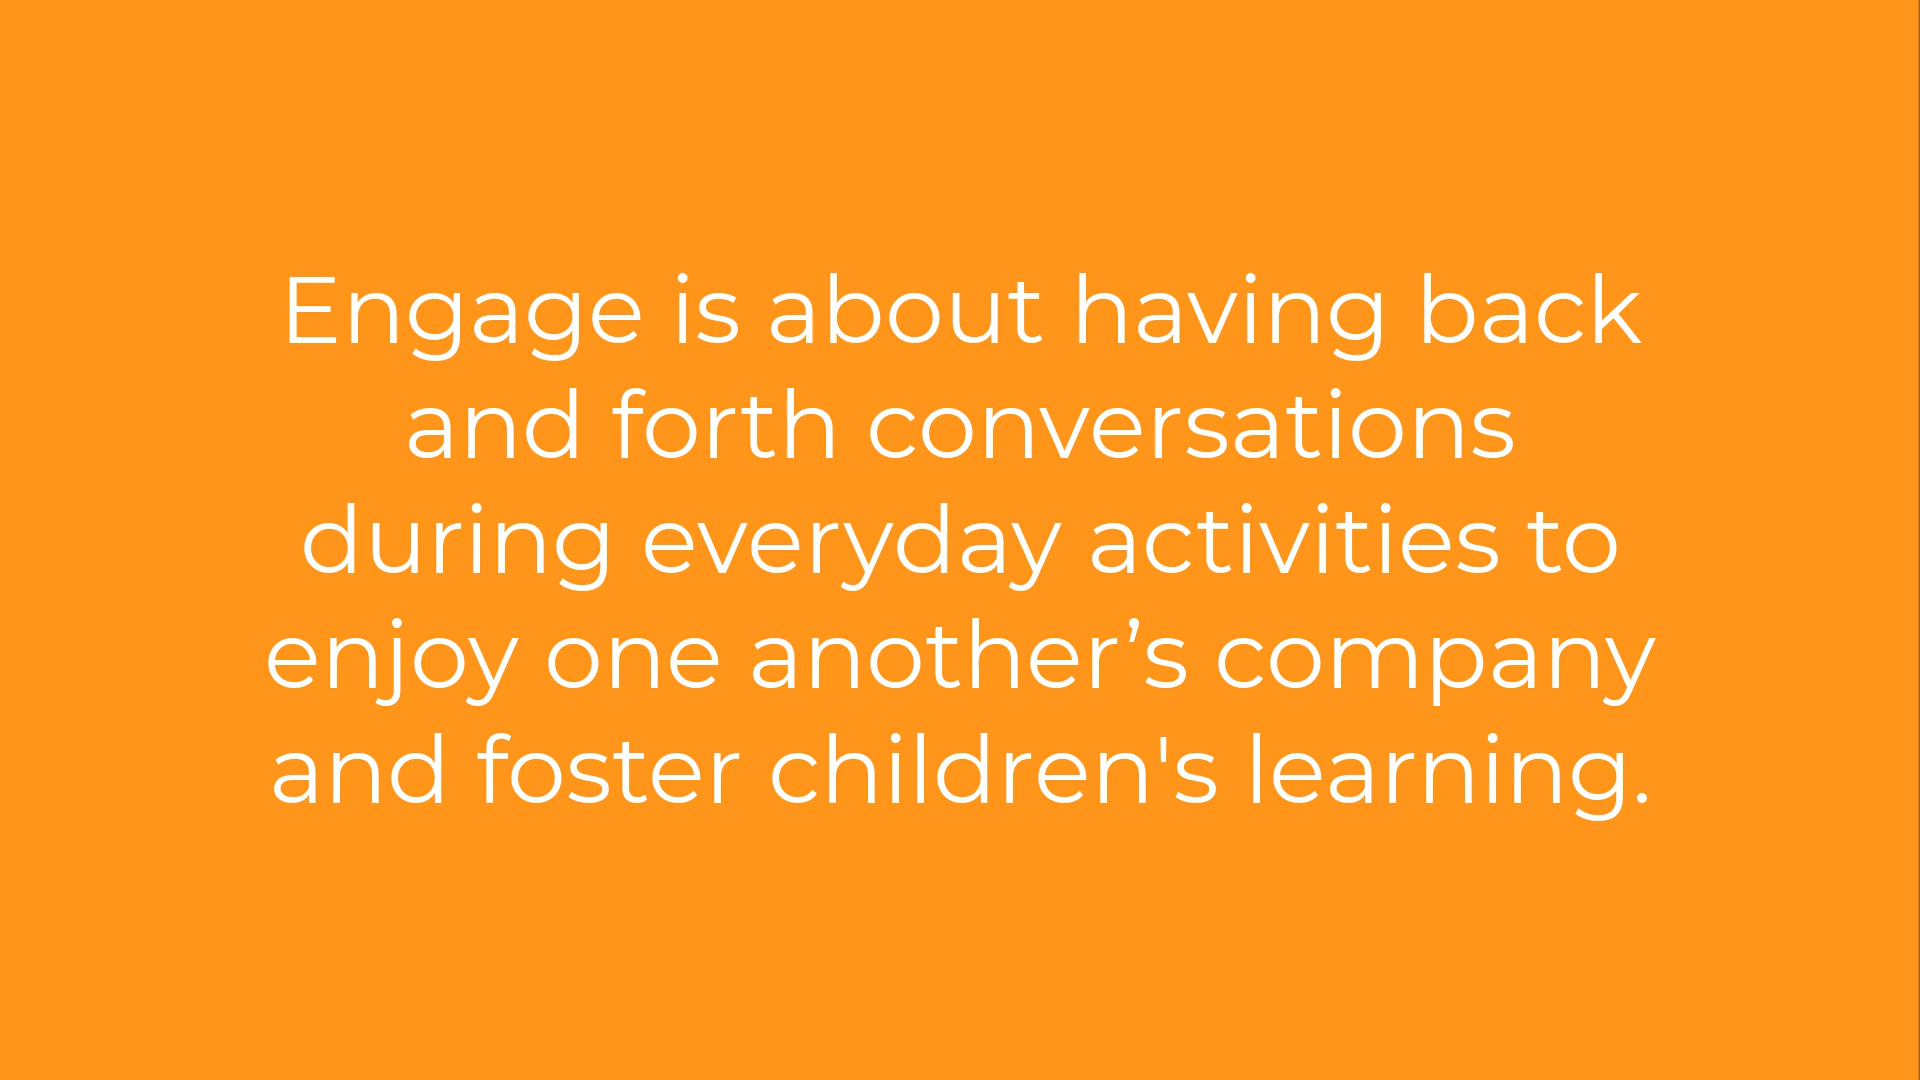 Engage is about having back
and forth conversations
during everyday activities to
enjoy one another’s company
and foster children's learning.